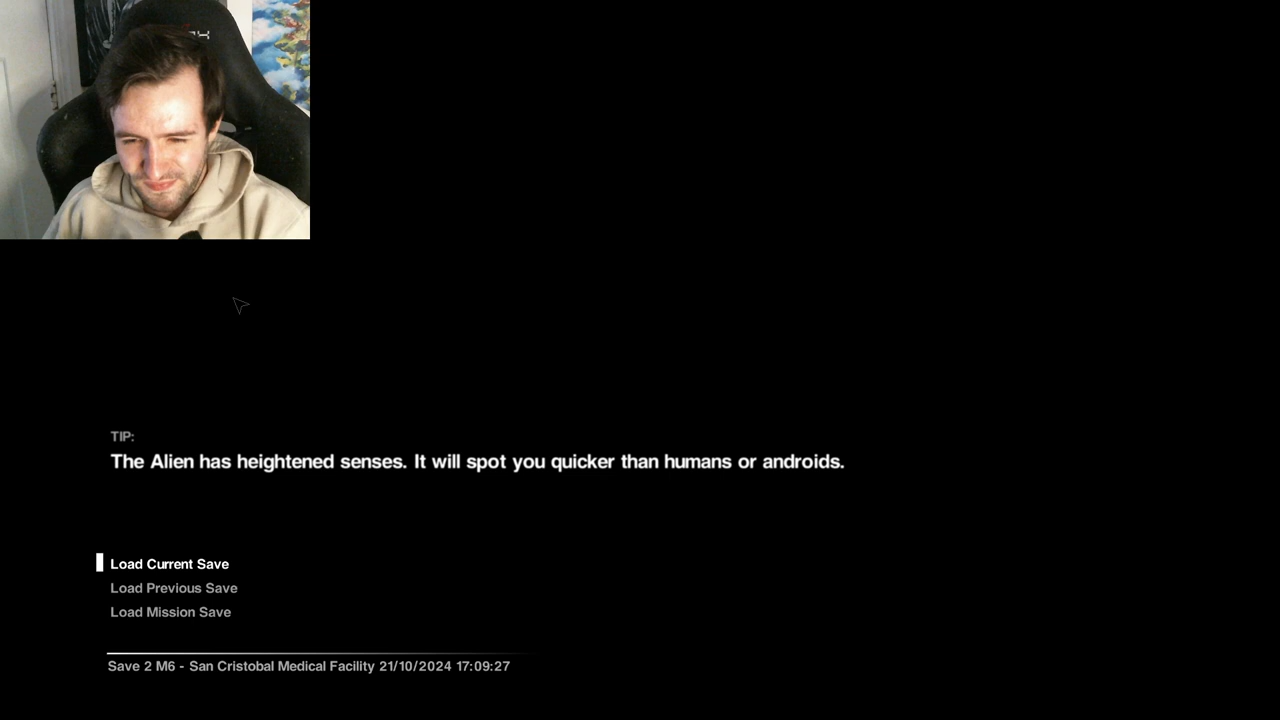 TIP:
The Alien has heightened senses. It will spot you quicker than humans or androids.
Load Current Save
Load Previous Save
Load Mission Save
Save 2 M6 - San Cristobal Medical Facility 21/10/2024 17:09:27